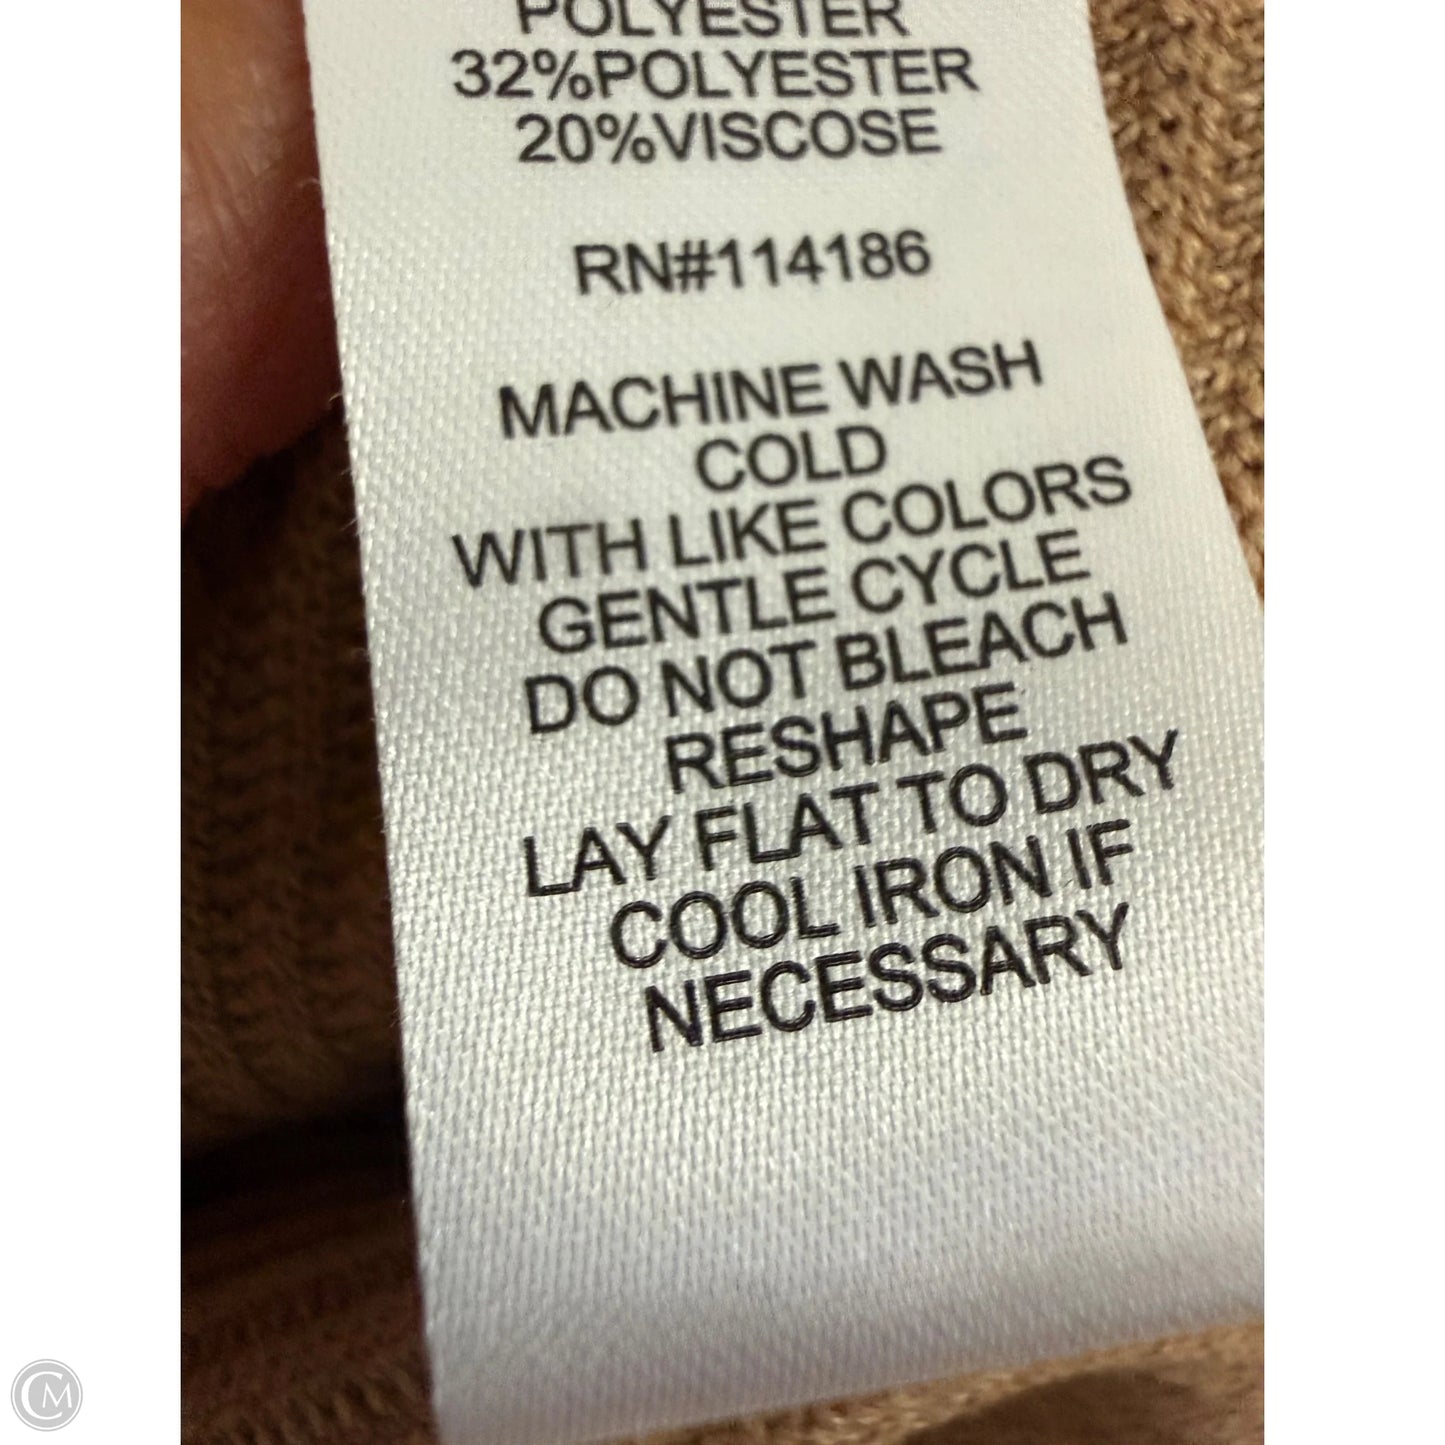 POLYESTER
32%POLYESTER
20%VISCOSE
RN#114186
MACHINE WASH
COLD
WITH LIKE COLORS
GENTLE CYCLE
DO NOT BLEACH
RESHAPE
LAY FLAT TO DRY
COOL IRON IF
NECESSARY
CM